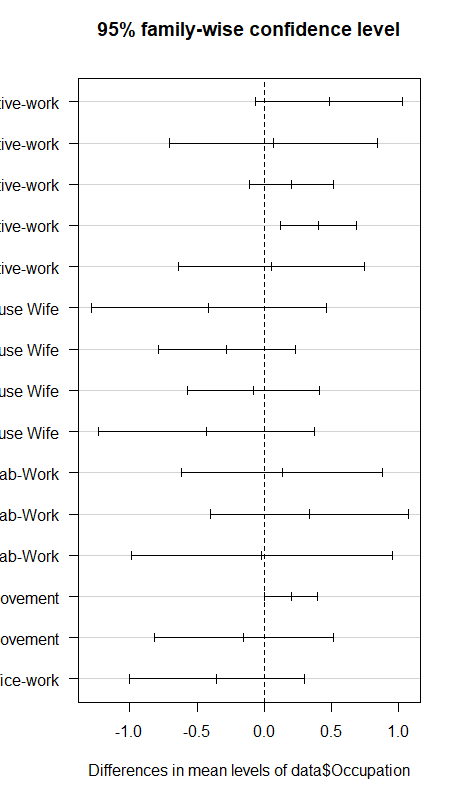 95% family-wise confidence level
tive-work
tive-work
tive-work
tive-work
tive-work
use Wife
use Wife
use Wife
use Wife
ab-Work
ab-Work
ab-Work
ovement
ovement
ice-work
-1.0 -0.5 0.0 0.5 1.0
Differences in mean levels of data$Occupation